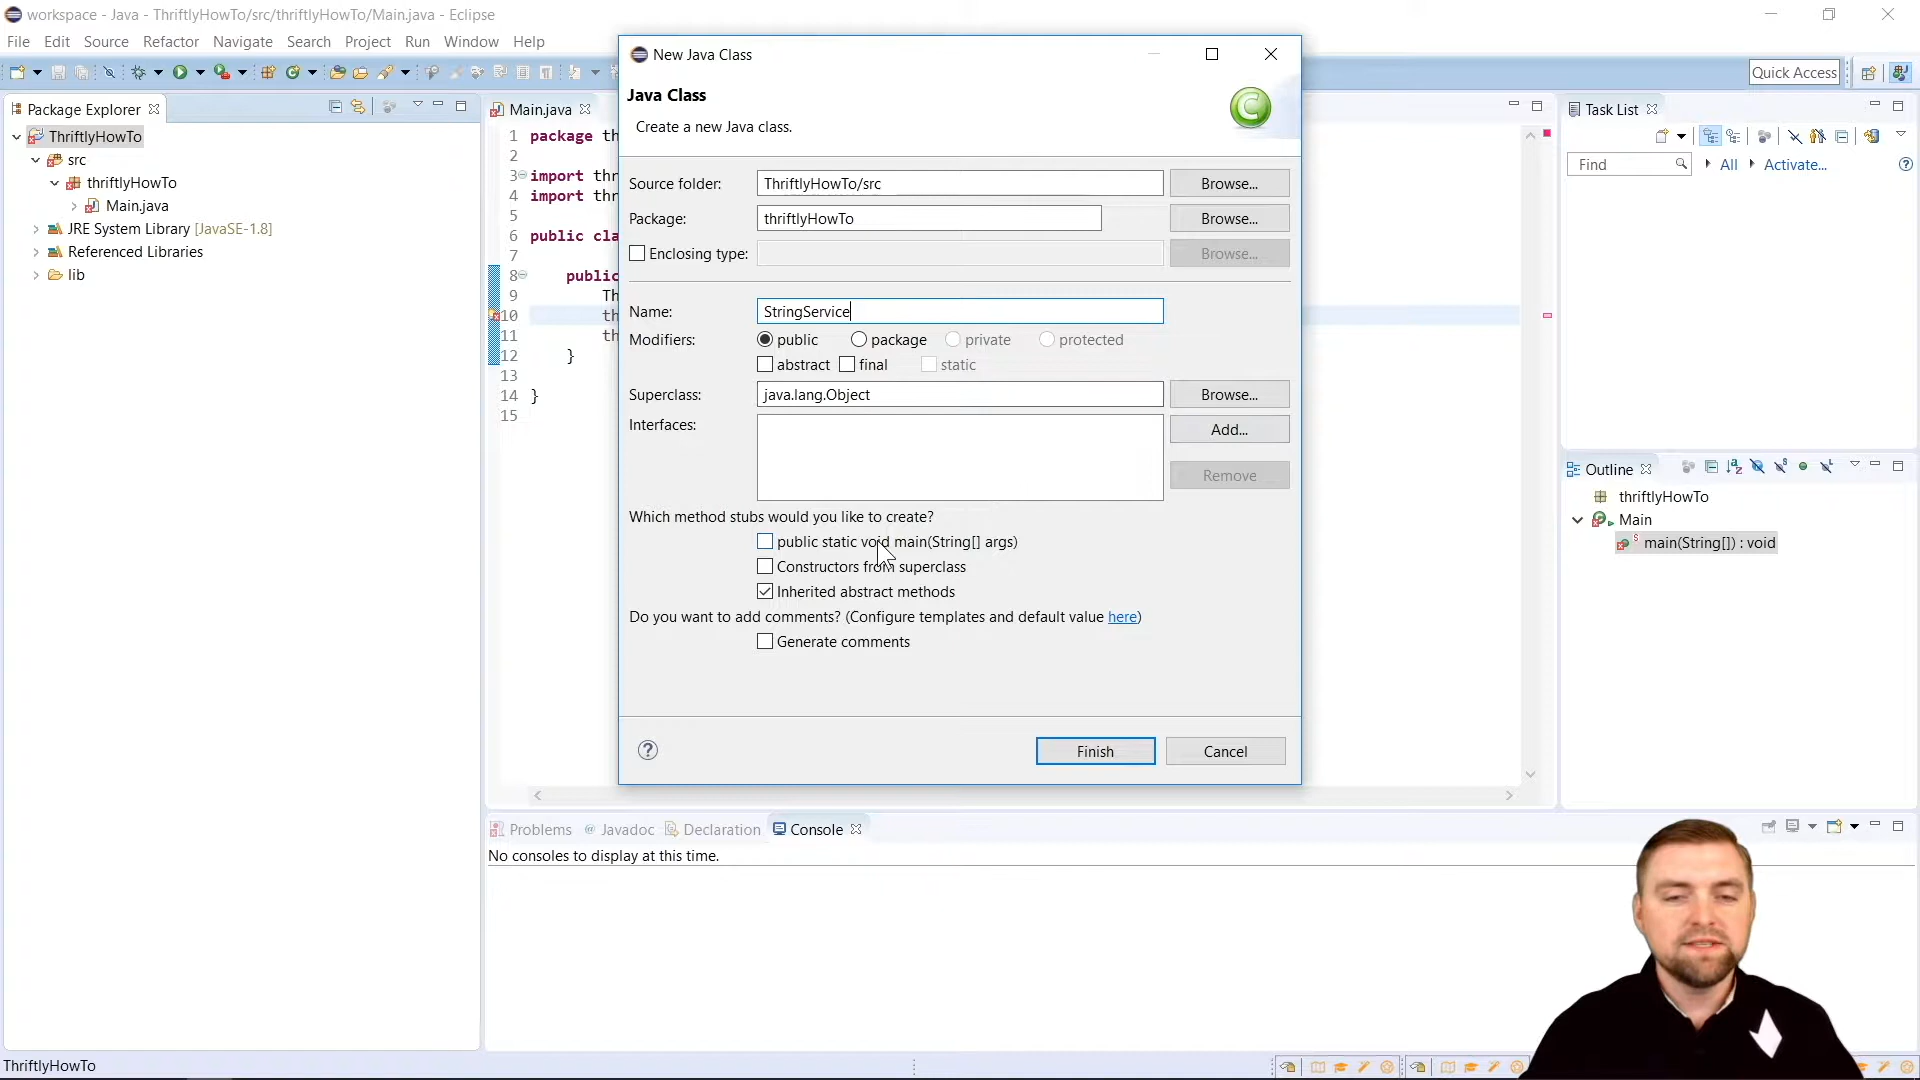 workspace - Java - ThriftlyHowTo/src/thriftlyHowTo/Main.java - Eclipse
File Edit Source Refactor Navigate Search Project Run Window Help
Quick Access
Package Explorer
ThriftlyHowTo
src
thriftlyHowTo
Main.java
JRE System Library [JavaSE-1.8]
Referenced Libraries
lib
Main.java
1 package
2
3 import
4 import
5
6 public
7
8 public
9
10
11
12 }
13
14 }
15
New Java Class
Java Class
Create a new Java class.
Source folder: ThriftlyHowTo/src Browse...
Package: thriftlyHowTo Browse...
Enclosing type: Browse...
Name: StringService
Modifiers: public package private protected
abstract final static
Superclass: java.lang.Object Browse...
Interfaces: Add...
Remove
Which method stubs would you like to create?
public static void main(String[] args)
Constructors from superclass
Inherited abstract methods
Do you want to add comments? (Configure templates and default value here)
Generate comments
Finish Cancel
Task List
Find All Activate...
Outline
thriftlyHowTo
Main
main(String[]) : void
Problems Javadoc Declaration Console
No consoles to display at this time.
ThriftlyHowTo